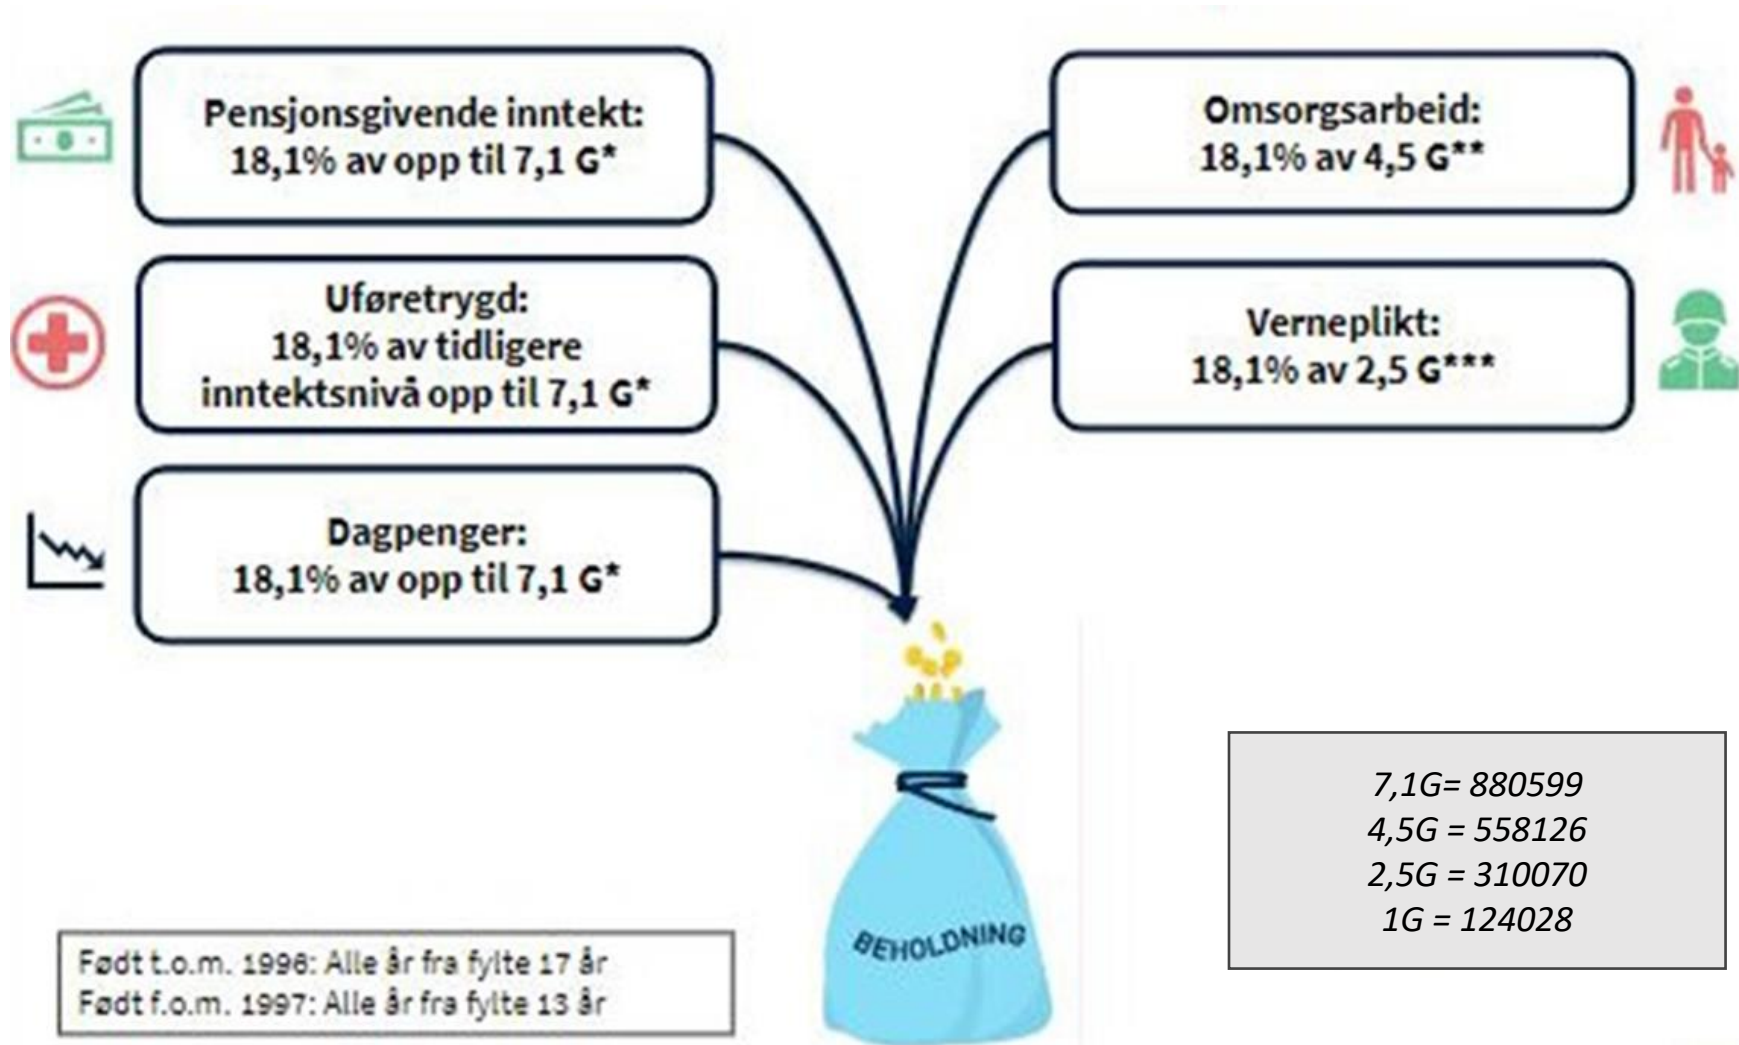 Pensjonsgivende inntekt:
18,1% av opp til 7,1 G*
Uføretrygd:
18,1% av tidligere
inntektsnivå opp til 7,1 G*
Dagpenger:
18,1% av opp til 7,1 G*
Omsorgsarbeid:
18,1% av 4,5 G**
Verneplikt:
18,1% av 2,5 G***
BEHOLDNING
7,1G= 880599
4,5G = 558126
2,5G = 310070
1G = 124028
Født t.o.m. 1996: Alle år fra fylte 17 år
Født f.o.m. 1997: Alle år fra fylte 13 år